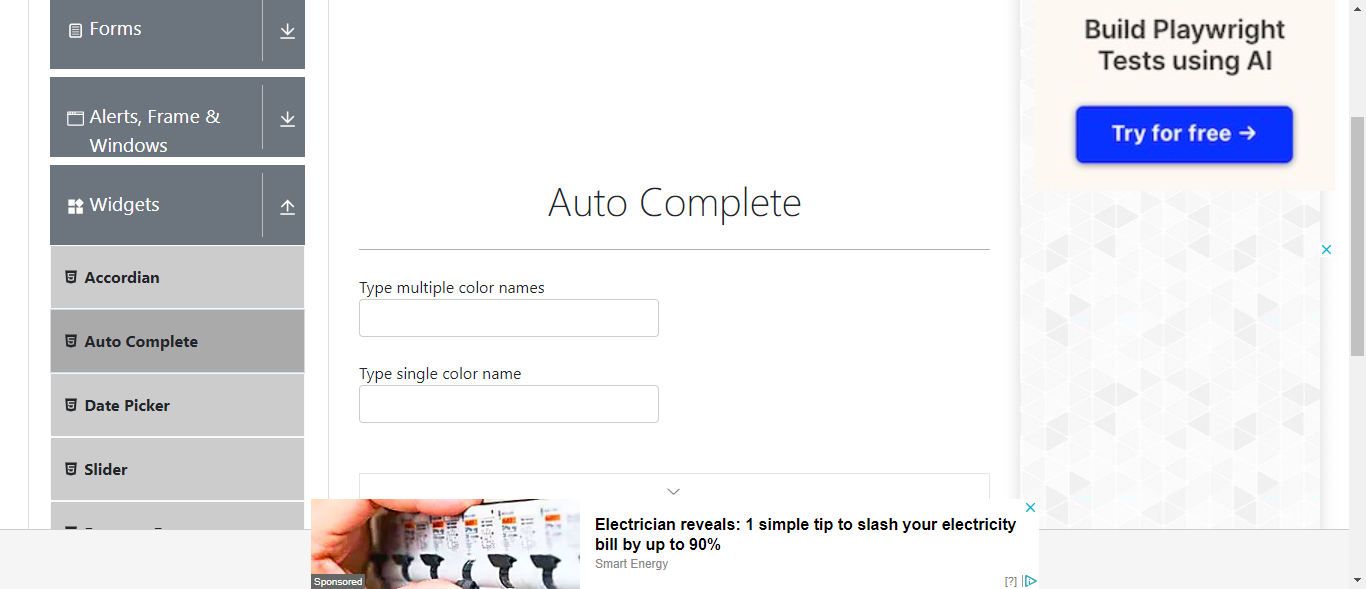 Forms
Alerts, Frame &
Windows
Widgets
Accordian
Auto Complete
Date Picker
Slider
Auto Complete
Type multiple color names
Type single color name
Build Playwright
Tests using AI
Try for free →
Electrician reveals: 1 simple tip to slash your electricity
bill by up to 90%
Smart Energy
Sponsored
[?]